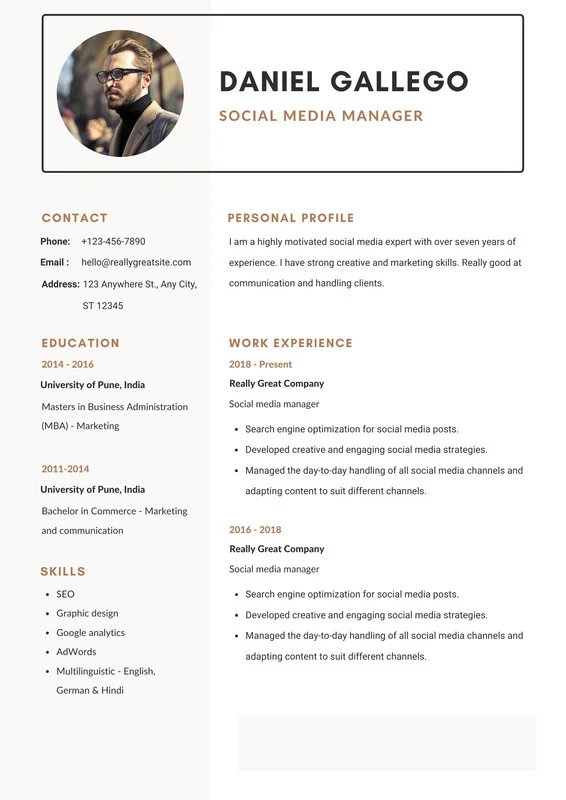 DANIEL GALLEGO
SOCIAL MEDIA MANAGER
CONTACT
Phone: +123-456-7890
Email : hello@reallygreatsite.com
Address: 123 Anywhere St., Any City,
ST 12345
EDUCATION
2014 - 2016
University of Pune, India
Masters in Business Administration
(MBA) - Marketing
2011-2014
University of Pune, India
Bachelor in Commerce - Marketing
and communication
SKILLS
• SEO
• Graphic design
• Google analytics
• AdWords
• Multilinguistic - English,
German & Hindi
PERSONAL PROFILE
I am a highly motivated social media expert with over seven years of
experience. I have strong creative and marketing skills. Really good at
communication and handling clients.
WORK EXPERIENCE
2018 - Present
Really Great Company
Social media manager
• Search engine optimization for social media posts.
• Developed creative and engaging social media strategies.
• Managed the day-to-day handling of all social media channels and
adapting content to suit different channels.
2016 - 2018
Really Great Company
Social media manager
• Search engine optimization for social media posts.
• Developed creative and engaging social media strategies.
• Managed the day-to-day handling of all social media channels and
adapting content to suit different channels.